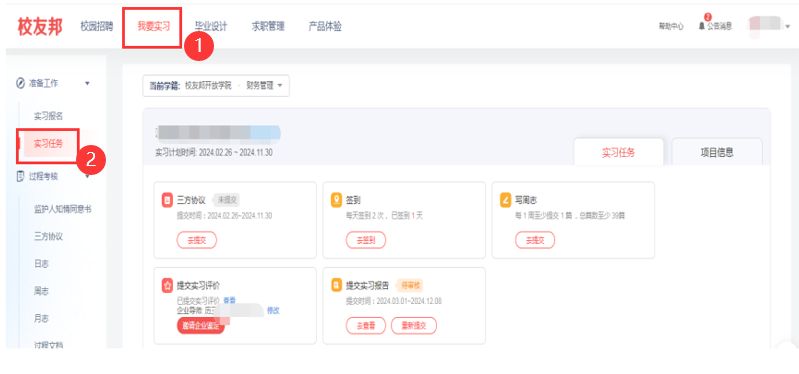 校友邦 校园招聘 我要实习 毕业设计 求职管理 产品体验 帮助中心 2 公告消息
1
准备工作
当前学籍: 校友邦开放学院 · 财务管理
实习报名
实习任务
2
实习计划时间: 2024.02.26 ~ 2024.11.30
实习任务 项目信息
过程考核
监护人知情同意书
三方协议
日志
周志
月志
过程文档
三方协议 未提交
提交时间: 2024.02.26~2024.11.30
去提交
签到
每天签到 2 次, 已签到 1 天
去签到
写周志
每 1 周至少提交 1 篇, 总篇数至少 39篇
去提交
提交实习评价
已提交实习评价 查看
企业导师 修改
邀请企业鉴定
提交实习报告 待审核
提交时间: 2024.03.01~2024.12.08
去查看 重新提交